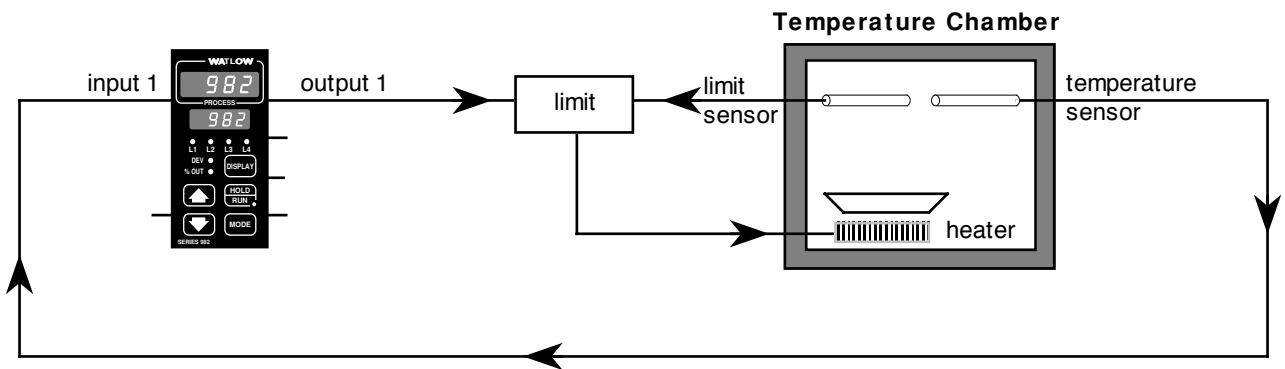 Temperature Chamber
input 1
WATLOW
982
PROCESS
982
L1 L2 L3 L4
DEV
% OUT
DISPLAY
HOLD
RUN
MODE
SERIES 982
output 1
limit
limit
sensor
temperature
sensor
heater